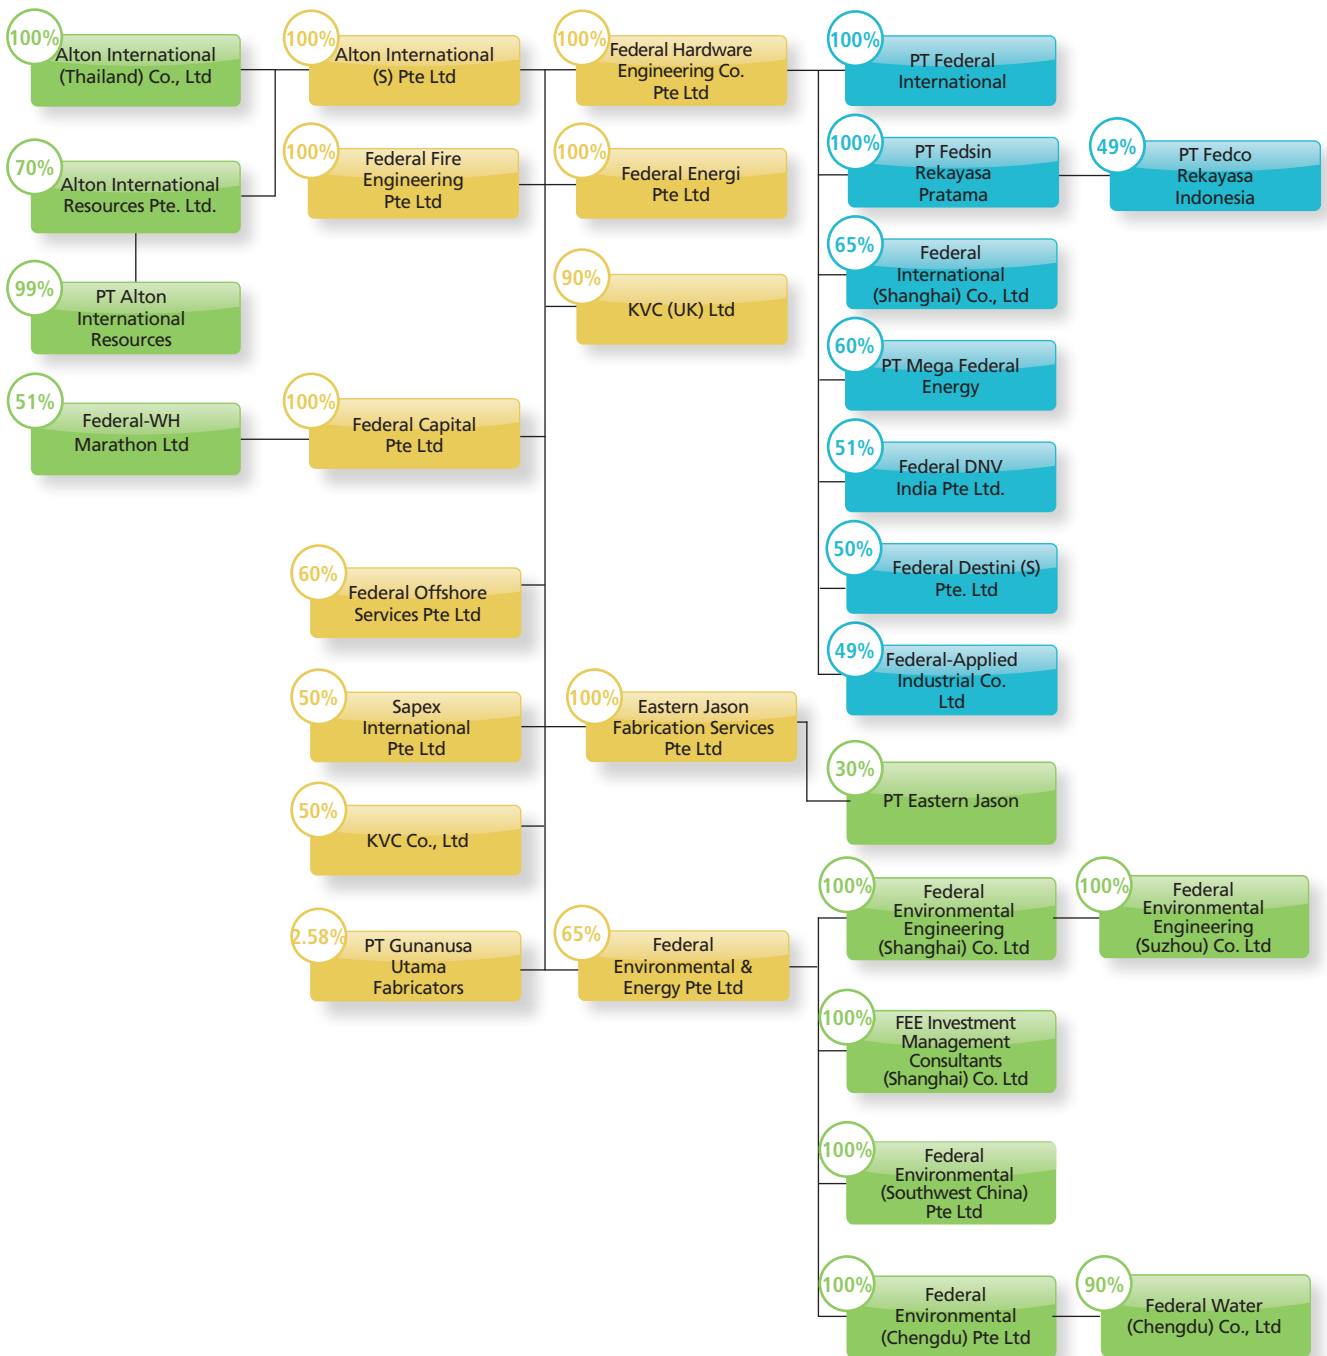 100%
Alton International
(Thailand) Co., Ltd
70%
Alton International
Resources Pte. Ltd.
99%
PT Alton
International
Resources
51%
Federal-WH
Marathon Ltd
100%
Alton International
(S) Pte Ltd
100%
Federal Fire
Engineering
Pte Ltd
100%
Federal Capital
Pte Ltd
60%
Federal Offshore
Services Pte Ltd
50%
Sapex
International
Pte Ltd
50%
KVC Co., Ltd
2.58%
PT Gunanusa
Utama
Fabricators
100%
Federal Hardware
Engineering Co.
Pte Ltd
100%
Federal Energi
Pte Ltd
90%
KVC (UK) Ltd
100%
Eastern Jason
Fabrication Services
Pte Ltd
65%
Federal
Environmental &
Energy Pte Ltd
100%
PT Federal
International
100%
PT Fedsin
Rekayasa
Pratama
49%
PT Fedco
Rekayasa
Indonesia
65%
Federal
International
(Shanghai) Co., Ltd
60%
PT Mega Federal
Energy
51%
Federal DNV
India Pte Ltd.
50%
Federal Destini (S)
Pte. Ltd
49%
Federal-Applied
Industrial Co.
Ltd
30%
PT Eastern Jason
100%
Federal
Environmental
Engineering
(Shanghai) Co. Ltd
100%
Federal
Environmental
Engineering
(Suzhou) Co. Ltd
100%
FEE Investment
Management
Consultants
(Shanghai) Co. Ltd
100%
Federal
Environmental
(Southwest China)
Pte Ltd
100%
Federal
Environmental
(Chengdu) Pte Ltd
90%
Federal Water
(Chengdu) Co., Ltd